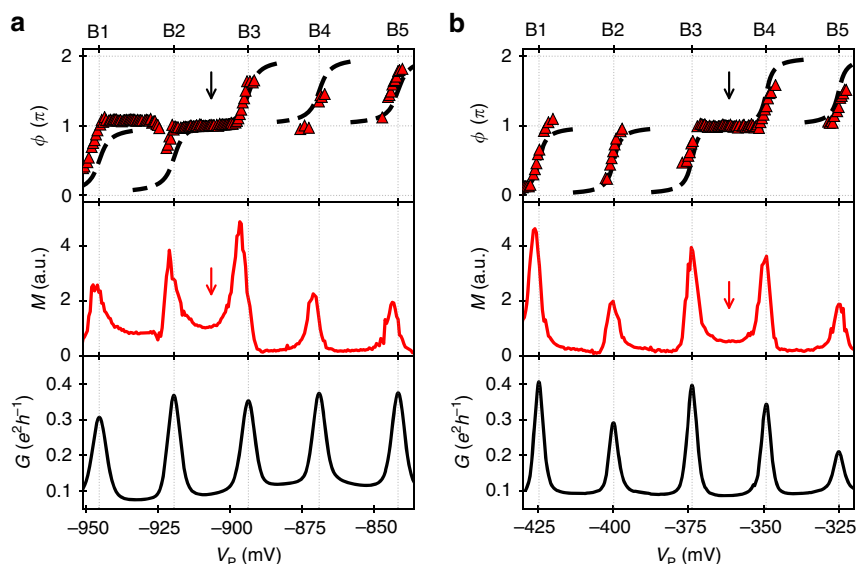 a
B1 B2 B3 B4 B5
2
1
0
ϕ (π)
4
2
0
M (a.u.)
0.4
0.3
0.2
0.1
G (e²h⁻¹)
−950 −925 −900 −875 −850
V_P (mV)
b
B1 B2 B3 B4 B5
2
1
0
ϕ (π)
4
2
0
M (a.u.)
0.4
0.3
0.2
0.1
G (e²h⁻¹)
−425 −400 −375 −350 −325
V_P (mV)